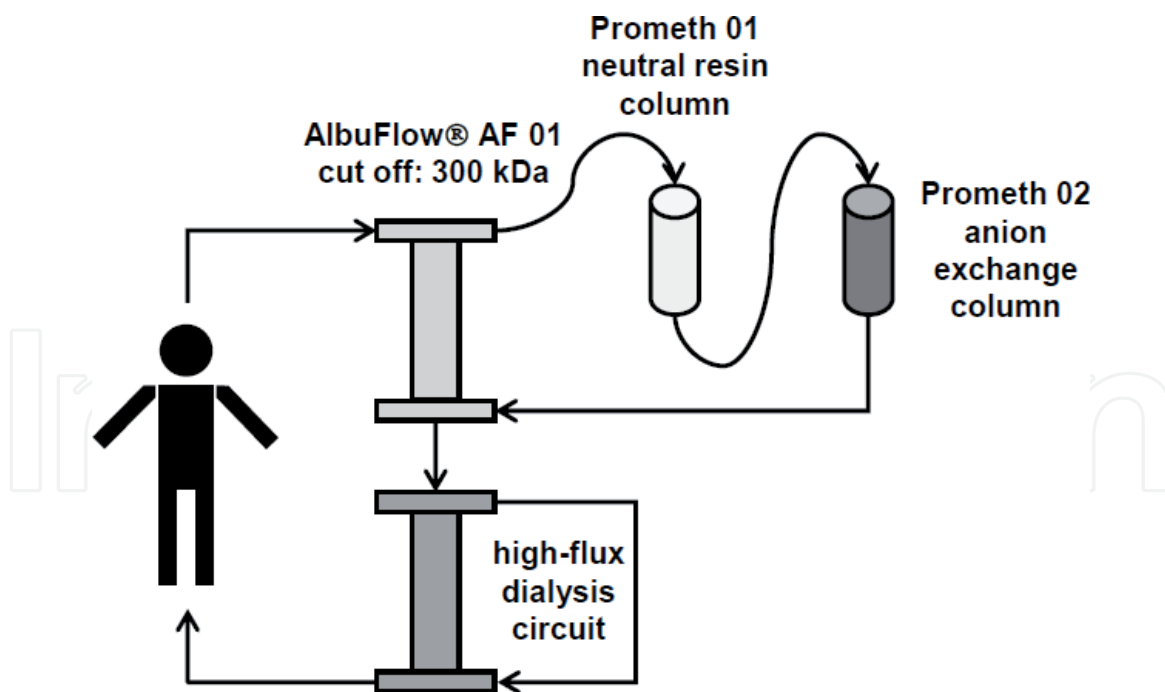 Prometh 01
neutral resin
column
AlbuFlow® AF 01
cut off: 300 kDa
Prometh 02
anion
exchange
column
high-flux
dialysis
circuit